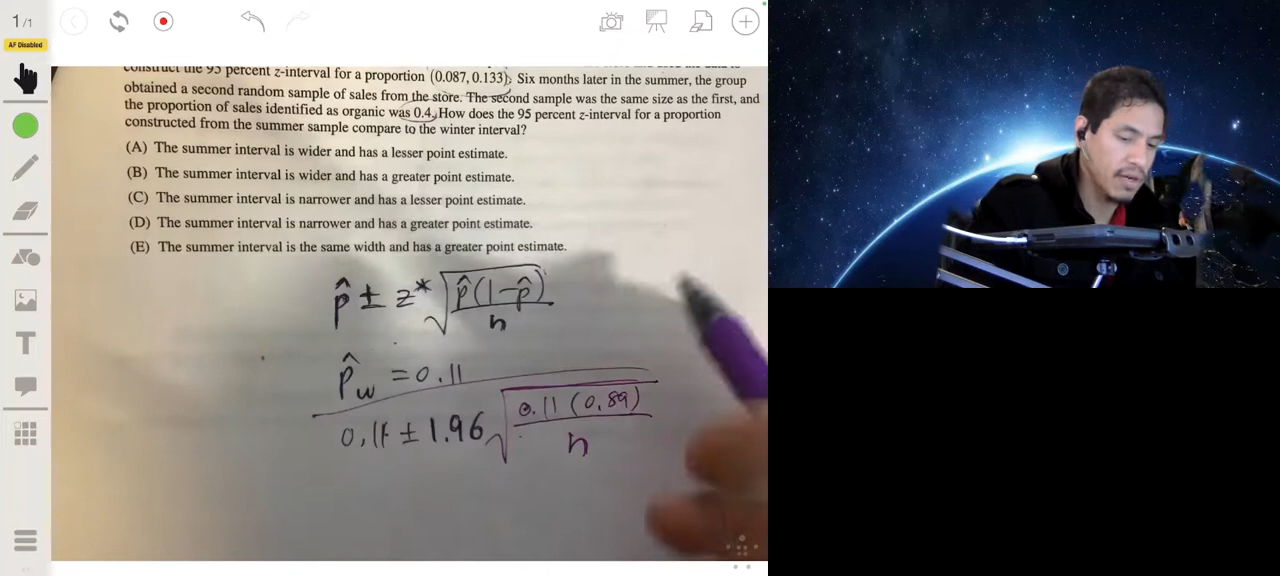 1/1
AF Disabled
construct the 95 percent z-interval for a proportion (0.087, 0.133). Six months later in the summer, the group
obtained a second random sample of sales from the store. The second sample was the same size as the first, and
the proportion of sales identified as organic was 0.4. How does the 95 percent z-interval for a proportion
constructed from the summer sample compare to the winter interval?
(A) The summer interval is wider and has a lesser point estimate.
(B) The summer interval is wider and has a greater point estimate.
(C) The summer interval is narrower and has a lesser point estimate.
(D) The summer interval is narrower and has a greater point estimate.
(E) The summer interval is the same width and has a greater point estimate.
p̂ ± z* √(p̂(1-p̂)/n)
p̂w = 0.11
0.11 ± 1.96 √(0.11(0.89)/n)
T